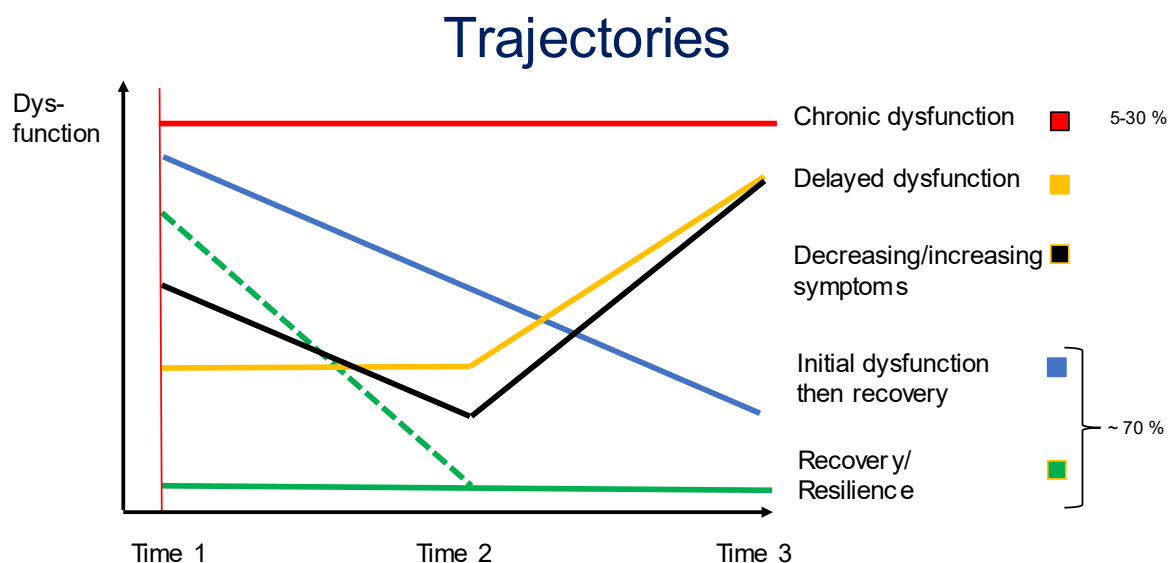 Trajectories
Dys-
function
Chronic dysfunction
5-30 %
Delayed dysfunction
Decreasing/increasing
symptoms
Initial dysfunction
then recovery
~ 70 %
Recovery/
Resilience
Time 1
Time 2
Time 3